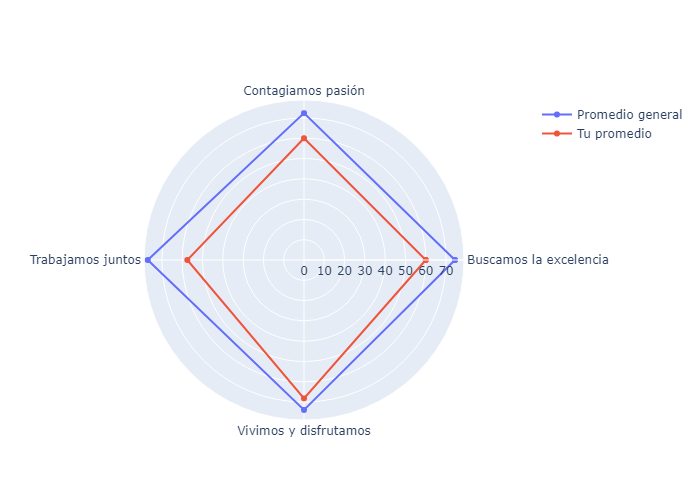 Contagiamos pasión
Promedio general
Tu promedio
Trabajamos juntos
Buscamos la excelencia
0 10 20 30 40 50 60 70
Vivimos y disfrutamos